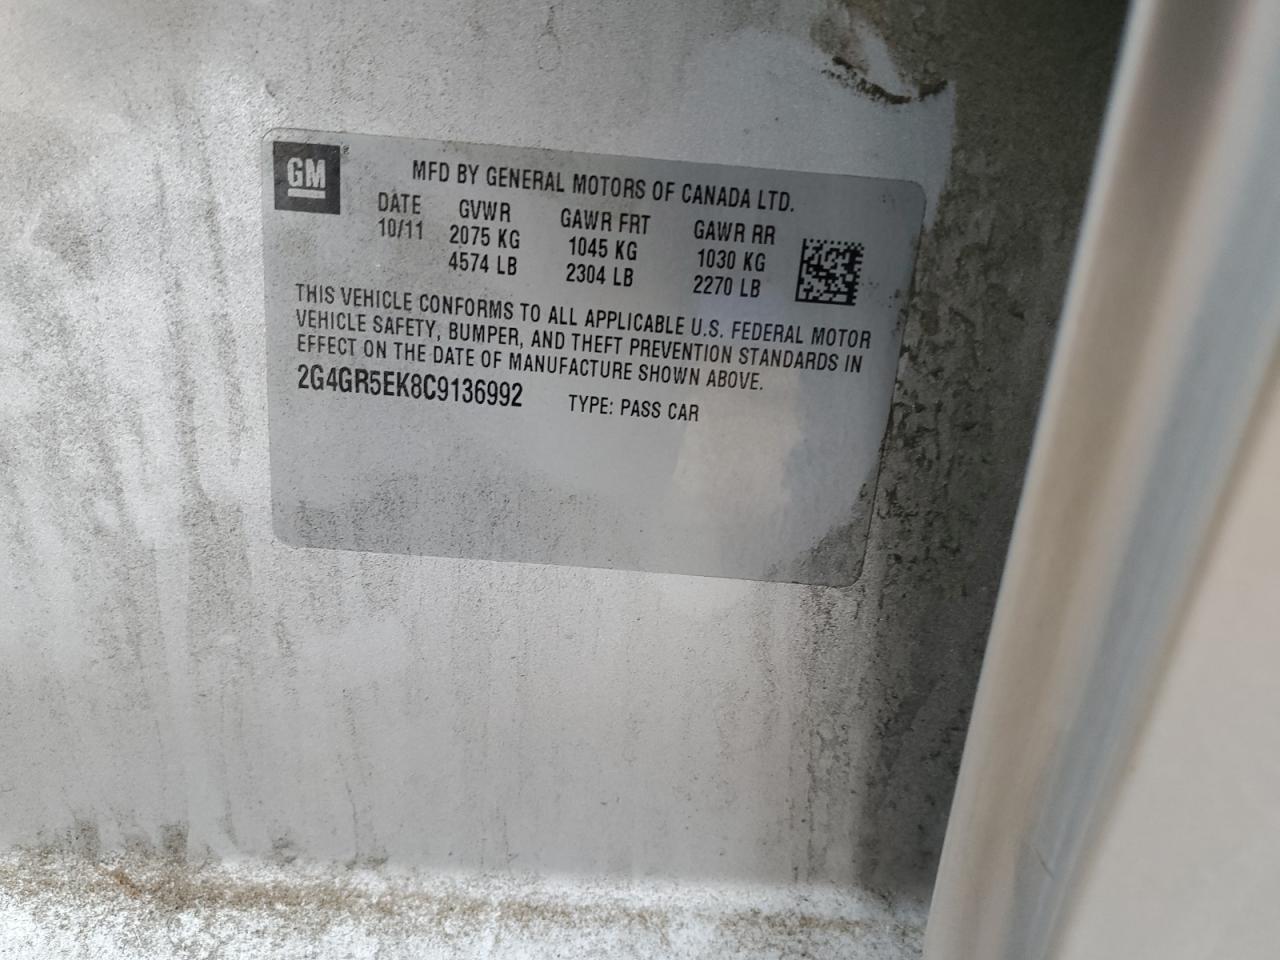 GM
MFD BY GENERAL MOTORS OF CANADA LTD.
DATE GVWR GAWR FRT GAWR RR
10/11 2075 KG 1045 KG 1030 KG
4574 LB 2304 LB 2270 LB
THIS VEHICLE CONFORMS TO ALL APPLICABLE U.S. FEDERAL MOTOR
VEHICLE SAFETY, BUMPER, AND THEFT PREVENTION STANDARDS IN
EFFECT ON THE DATE OF MANUFACTURE SHOWN ABOVE.
2G4GR5EK8C9136992 TYPE: PASS CAR